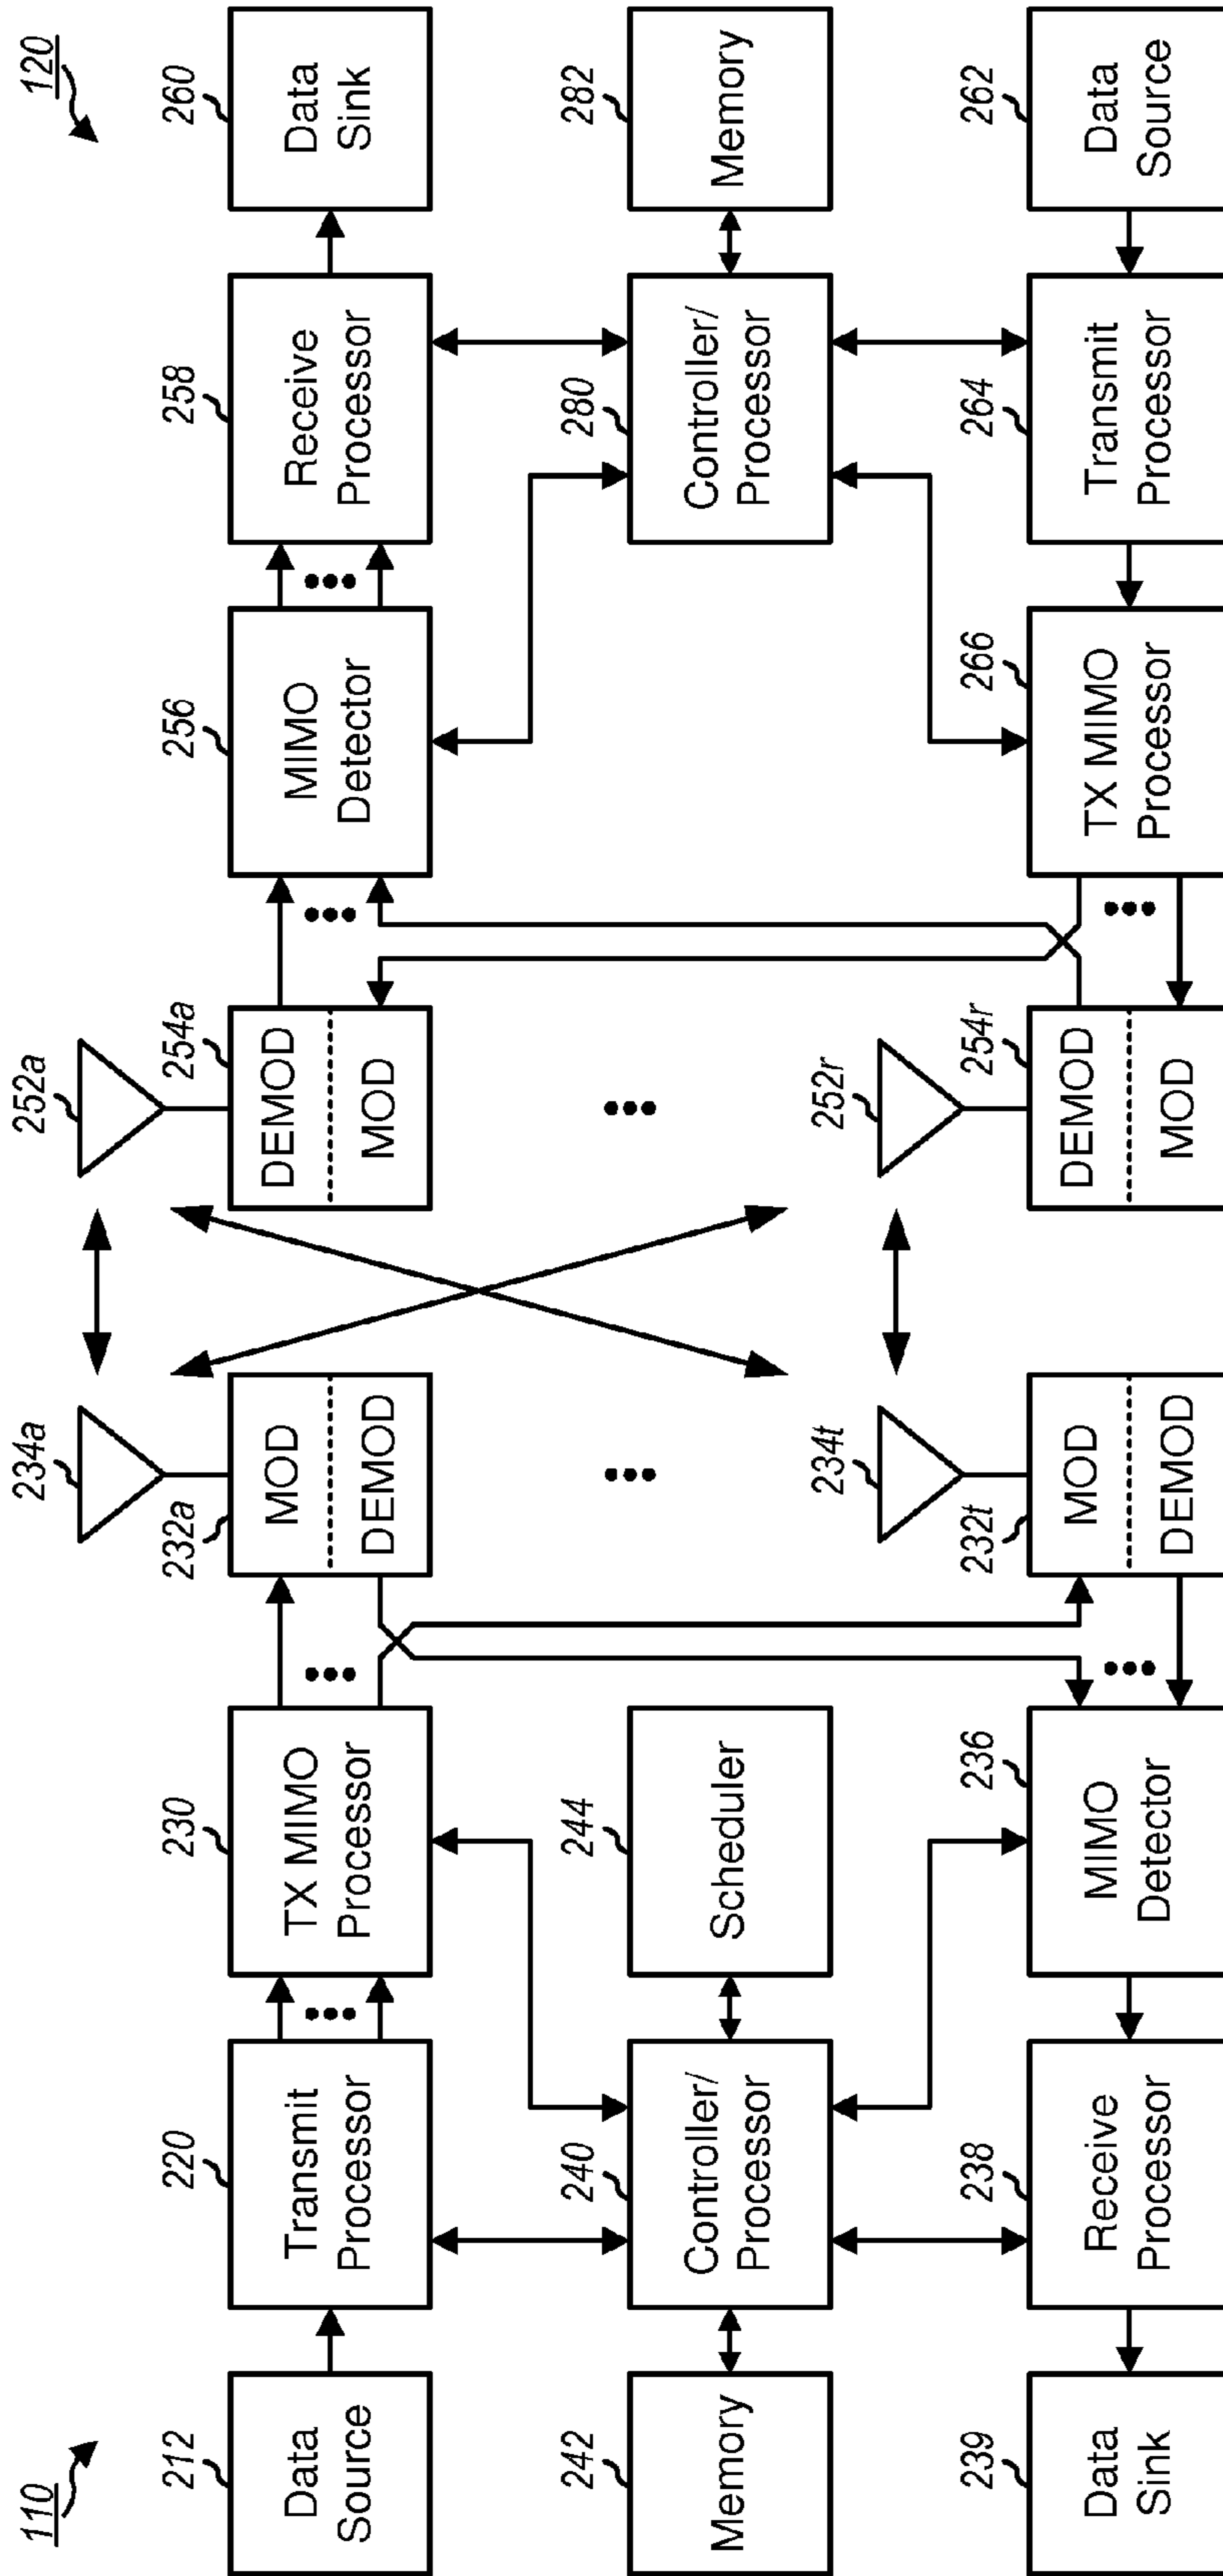 110
120
212
Data
Source
220
Transmit
Processor
230
TX MIMO
Processor
234a
232a
MOD
DEMOD
252a
254a
DEMOD
MOD
256
MIMO
Detector
258
Receive
Processor
260
Data
Sink
242
Memory
240
Controller/
Processor
244
Scheduler
280
Controller/
Processor
282
Memory
239
Data
Sink
238
Receive
Processor
236
MIMO
Detector
234t
232t
MOD
DEMOD
252r
254r
DEMOD
MOD
266
TX MIMO
Processor
264
Transmit
Processor
262
Data
Source